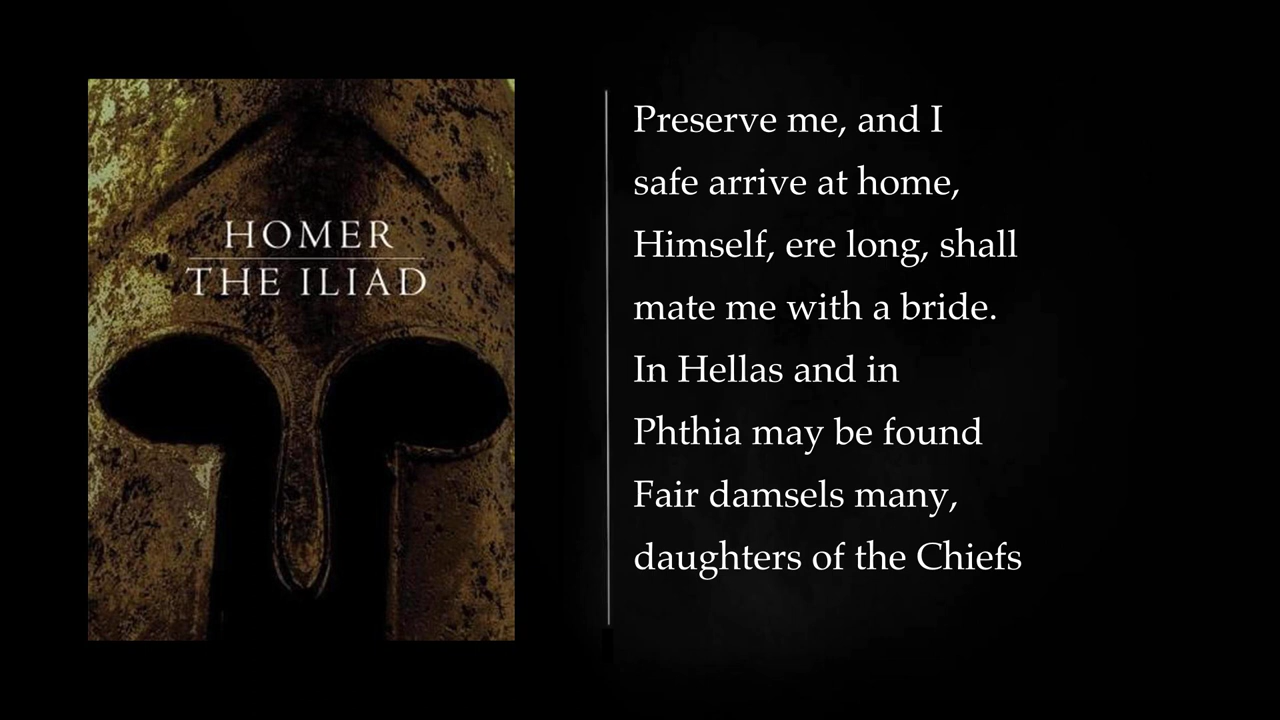 HOMER
THE ILIAD
Preserve me, and I
safe arrive at home,
Himself, ere long, shall
mate me with a bride.
In Hellas and in
Phthia may be found
Fair damsels many,
daughters of the Chiefs